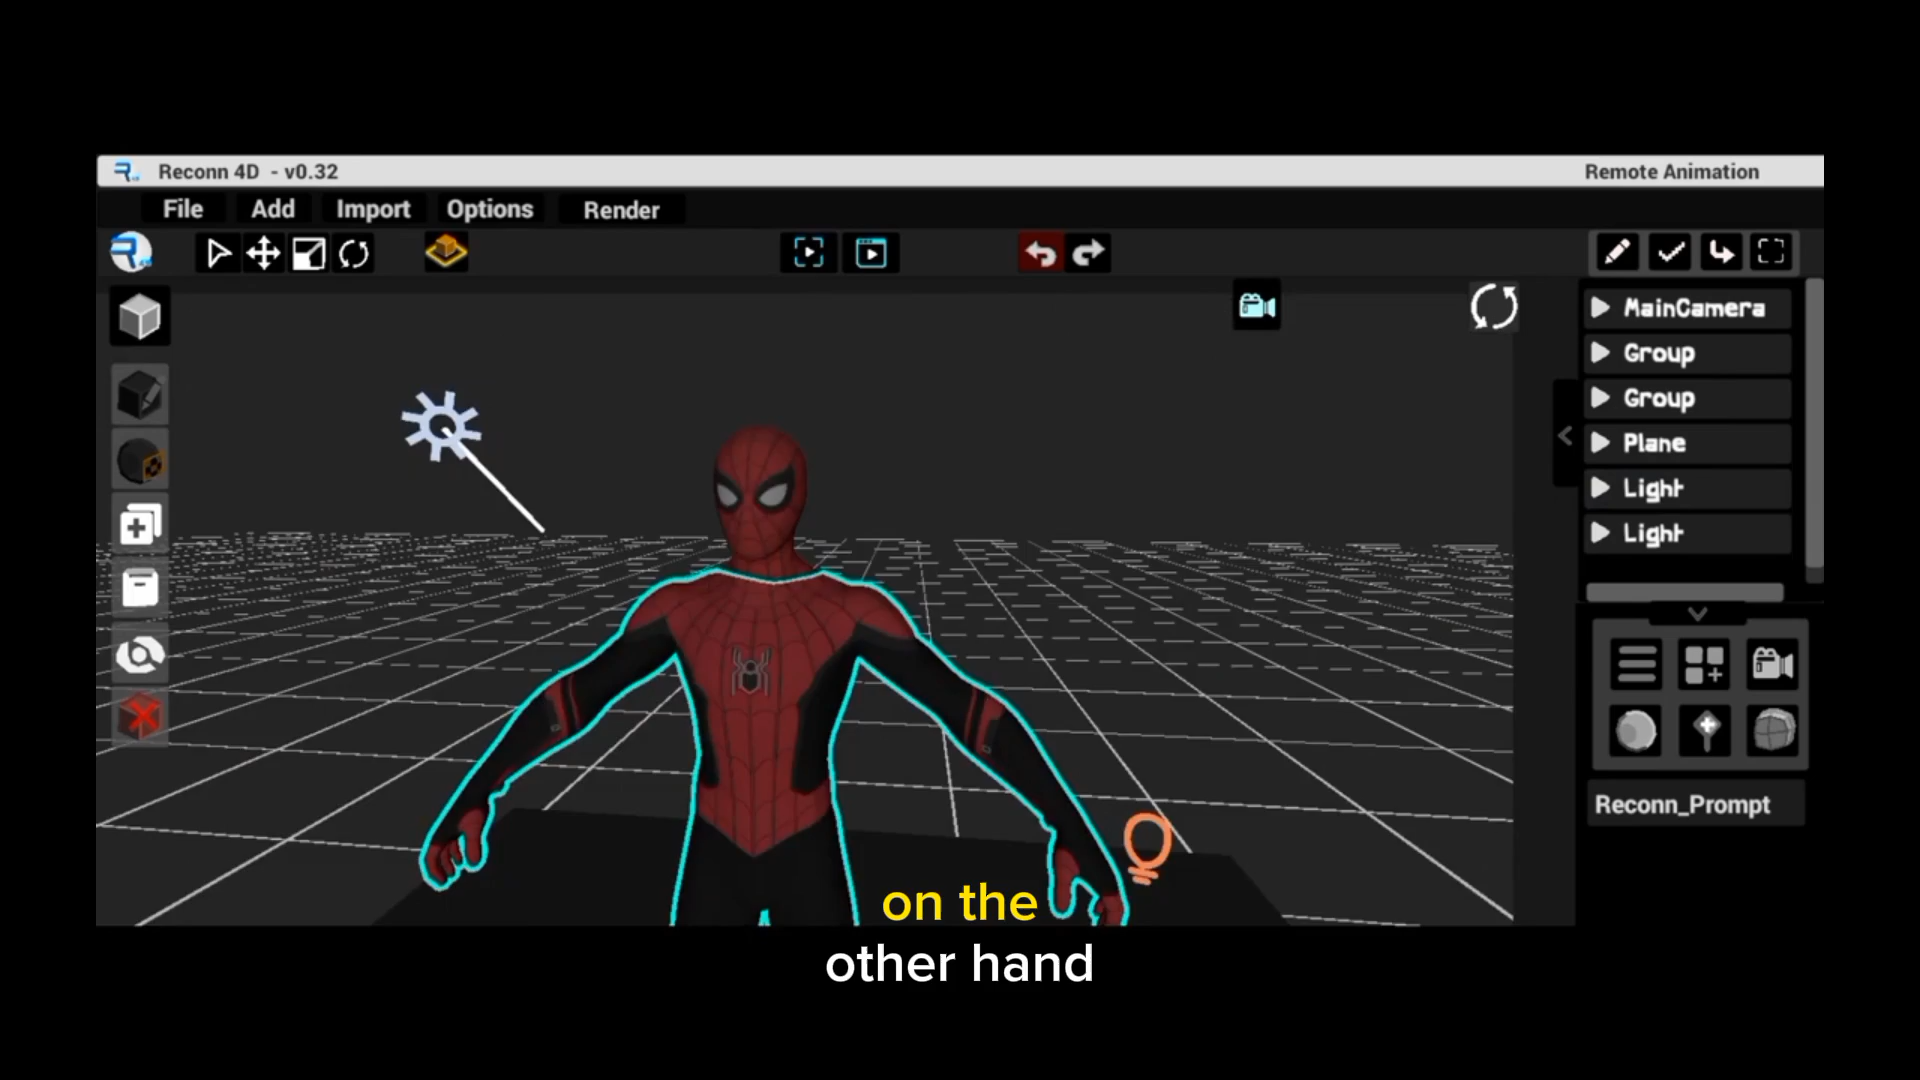 Reconn 4D - v0.32
Remote Animation
File Add Import Options Render
MainCamera
Group
Group
Plane
Light
Light
Reconn_Prompt
on the
other hand